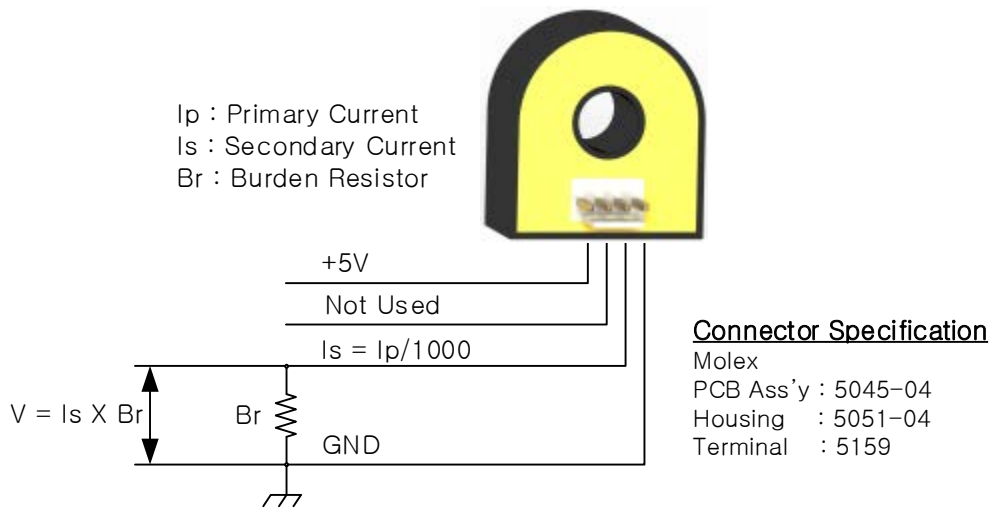 Ip : Primary Current
Is : Secondary Current
Br : Burden Resistor
+5V
Not Used
Is = Ip/1000
V = Is X Br
Br
GND
Connector Specification
Molex
PCB Ass'y : 5045-04
Housing : 5051-04
Terminal : 5159